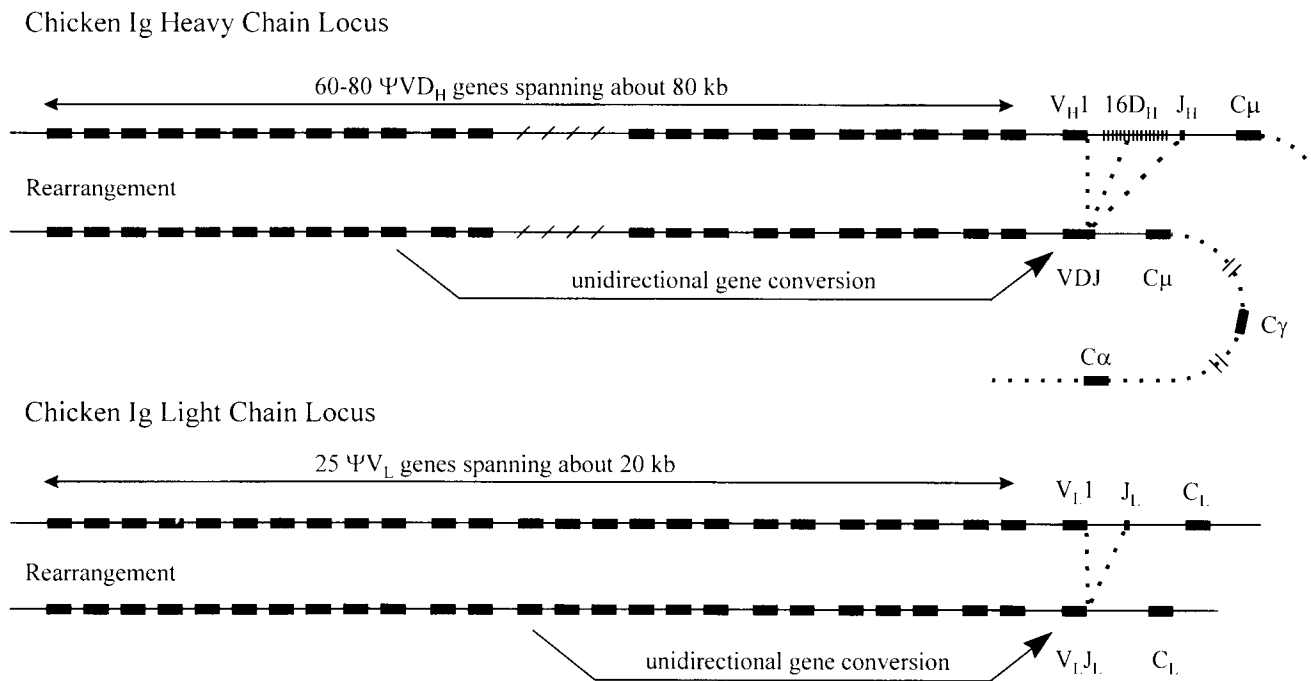 Chicken Ig Heavy Chain Locus
60-80 ΨVD_H genes spanning about 80 kb
V_H1 16D_H J_H Cμ
Rearrangement
unidirectional gene conversion
VDJ Cμ
Cγ
Cα
Chicken Ig Light Chain Locus
25 ΨV_L genes spanning about 20 kb
V_L1 J_L C_L
Rearrangement
unidirectional gene conversion
V_LJ_L C_L